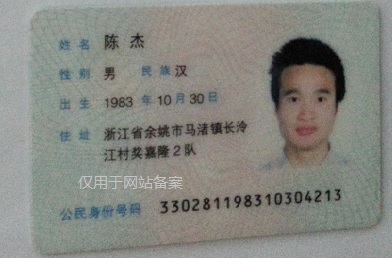 姓 名 陈 杰
性 别 男 民 族 汉
出 生 1983 年 10 月 30 日
住 址 浙江省余姚市马渚镇长泠
江村奖嘉隆2队
仅用于网站备案
公民身份号码 330281198310304213